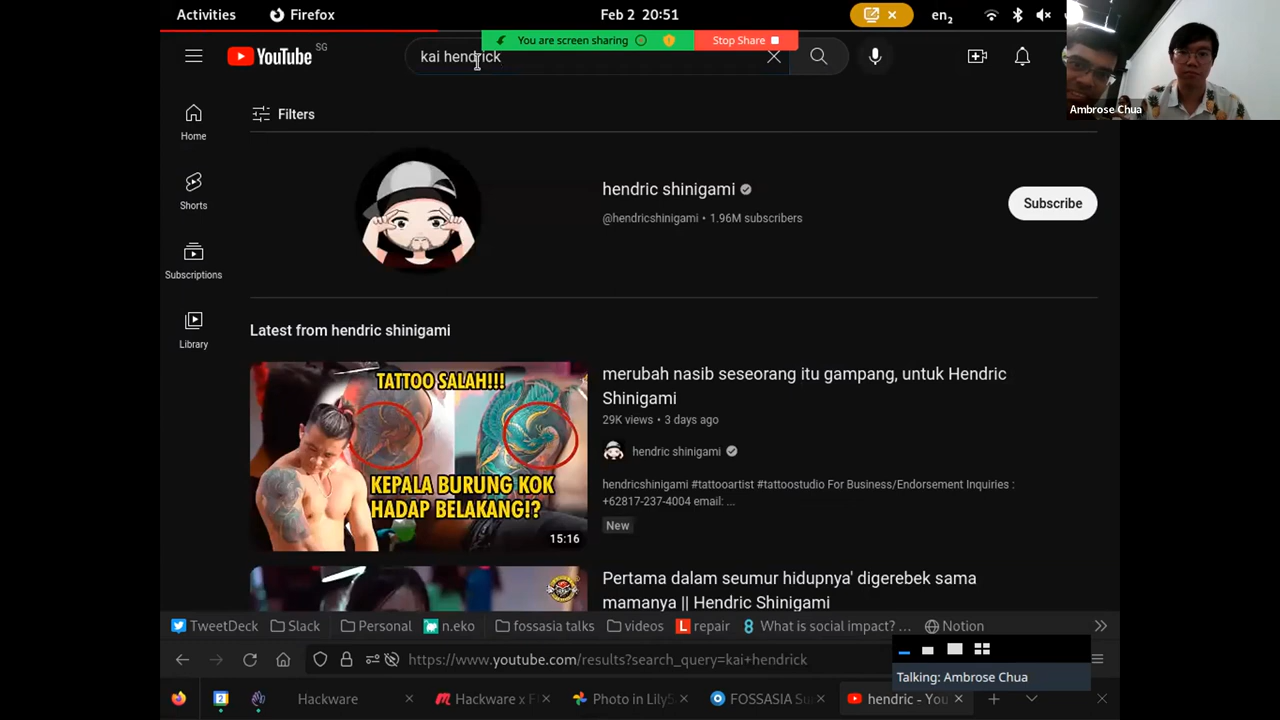 Activities
Firefox
Feb 2 20:51
en2
YouTube SG
kai hendrick
You are screen sharing
Stop Share
Ambrose Chua
Home
Shorts
Subscriptions
Library
Filters
hendric shinigami
@hendricshinigami • 1.96M subscribers
Subscribe
Latest from hendric shinigami
TATTOO SALAH!!!
KEPALA BURUNG KOK
HADAP BELAKANG!?
15:16
merubah nasib seseorang itu gampang, untuk Hendric
Shinigami
29K views • 3 days ago
hendric shinigami
hendricshinigami #tattooartist #tattoostudio For Business/Endorsement Inquiries :
+62817-237-4004 email: ...
New
Pertama dalam seumur hidupnya' digerebek sama
mamanya || Hendric Shinigami
TweetDeck
Slack
Personal
n.eko
fossasia talks
videos
repair
What is social impact? ...
Notion
https://www.youtube.com/results?search_query=kai+hendrick
Talking: Ambrose Chua
Hackware
Hackware x F
Photo in Lily
FOSSASIA Su
hendric - You